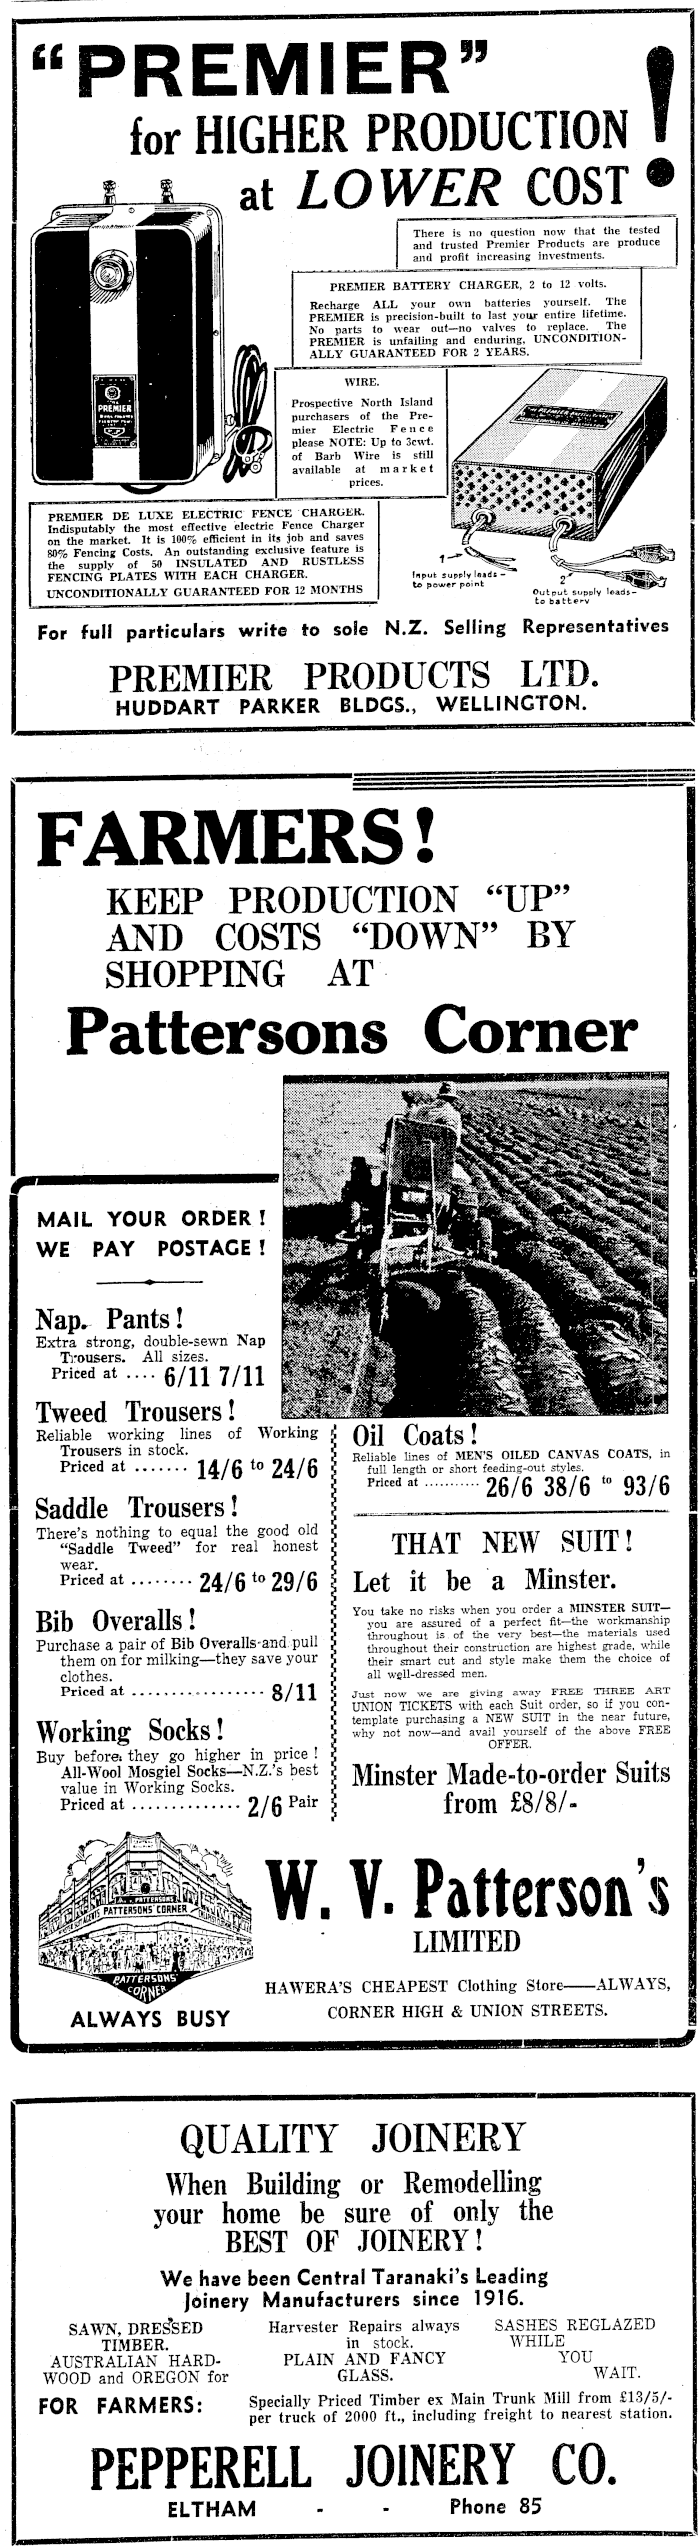 “PREMIER” !
for HIGHER PRODUCTION
at LOWER COST
There is no question now that the tested
and trusted Premier Products are produce
and profit increasing investments.
PREMIER BATTERY CHARGER, 2 to 12 volts.
Recharge ALL your own batteries yourself. The
PREMIER is precision-built to last your entire lifetime.
No parts to wear out—no valves to replace. The
PREMIER is unfailing and enduring, UNCONDITION-
ALLY GUARANTEED FOR 2 YEARS.
PREMIER
WIRE.
Prospective North Island
purchasers of the Pre-
mier Electric Fence
please NOTE: Up to 3cwt.
of Barb Wire is still
available at market
prices.
PREMIER DE LUXE ELECTRIC FENCE CHARGER.
Indisputably the most effective electric Fence Charger
on the market. It is 100% efficient in its job and saves
80% Fencing Costs. An outstanding exclusive feature is
the supply of 50 INSULATED AND RUSTLESS
FENCING PLATES WITH EACH CHARGER.
UNCONDITIONALLY GUARANTEED FOR 12 MONTHS
1
Input supply leads-
to power point
2
Output supply leads-
to battery
For full particulars write to sole N.Z. Selling Representatives
PREMIER PRODUCTS LTD.
HUDDART PARKER BLDGS., WELLINGTON.
FARMERS!
KEEP PRODUCTION “UP”
AND COSTS “DOWN” BY
SHOPPING AT
Pattersons Corner
MAIL YOUR ORDER!
WE PAY POSTAGE!
Nap. Pants!
Extra strong, double-sewn Nap
Trousers. All sizes.
Priced at .... 6/11 7/11
Tweed Trousers!
Reliable working lines of Working
Trousers in stock.
Priced at ....... 14/6 to 24/6
Saddle Trousers!
There's nothing to equal the good old
“Saddle Tweed” for real honest
wear.
Priced at ........ 24/6 to 29/6
Bib Overalls!
Purchase a pair of Bib Overalls and pull
them on for milking—they save your
clothes.
Priced at ................. 8/11
Working Socks!
Buy before they go higher in price!
All-Wool Mosgiel Socks—N.Z.'s best
value in Working Socks.
Priced at .............. 2/6 Pair
Oil Coats!
Reliable lines of MEN'S OILED CANVAS COATS, in
full length or short feeding-out styles.
Priced at ........... 26/6 38/6 to 93/6
THAT NEW SUIT!
Let it be a Minster.
You take no risks when you order a MINSTER SUIT—
you are assured of a perfect fit—the workmanship
throughout is of the very best—the materials used
throughout their construction are highest grade, while
their smart cut and style make them the choice of
all well-dressed men.
Just now we are giving away FREE THREE ART
UNION TICKETS with each Suit order, so if you con-
template purchasing a NEW SUIT in the near future,
why not now—and avail yourself of the above FREE
OFFER.
Minster Made-to-order Suits
from £8/8/-
PATTERSONS
PATTERSONS' CORNER
PATTERSONS'
CORNER
ALWAYS BUSY
W. V. Patterson's
LIMITED
HAWERA'S CHEAPEST Clothing Store——ALWAYS,
CORNER HIGH & UNION STREETS.
QUALITY JOINERY
When Building or Remodelling
your home be sure of only the
BEST OF JOINERY!
We have been Central Taranaki's Leading
Joinery Manufacturers since 1916.
SAWN, DRESSED
TIMBER.
AUSTRALIAN HARD-
WOOD and OREGON for
Harvester Repairs always
in stock.
PLAIN AND FANCY
GLASS.
SASHES REGLAZED
WHILE
YOU
WAIT.
FOR FARMERS: Specially Priced Timber ex Main Trunk Mill from £13/5/-
per truck of 2000 ft., including freight to nearest station.
PEPPERELL JOINERY CO.
ELTHAM - - Phone 85